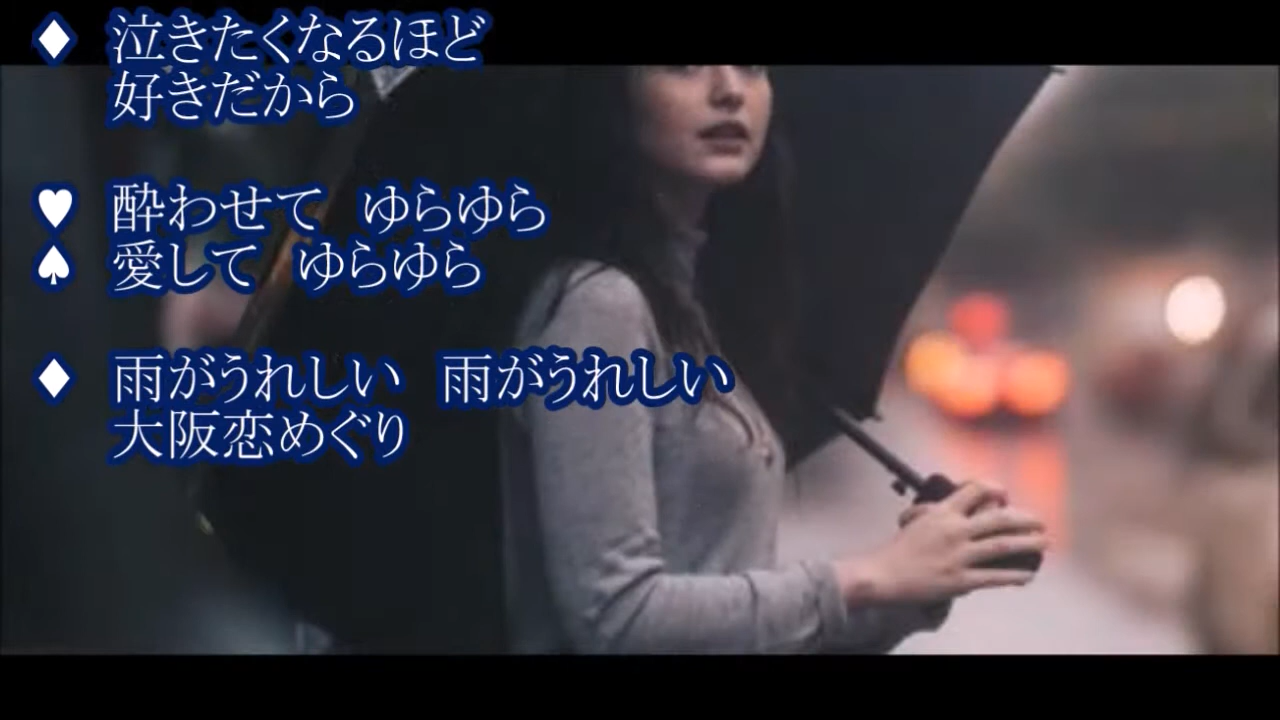 ♦ 泣きたくなるほど
好きだから
♥ 酔わせて　ゆらゆら
♠ 愛して　ゆらゆら
♦ 雨がうれしい　雨がうれしい
大阪恋めぐり